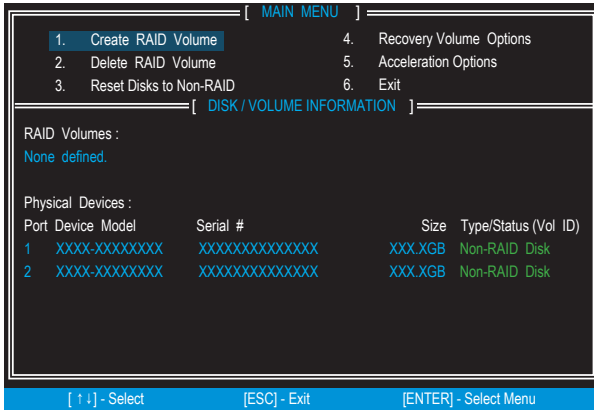 [ MAIN MENU ]
1. Create RAID Volume 4. Recovery Volume Options
2. Delete RAID Volume 5. Acceleration Options
3. Reset Disks to Non-RAID 6. Exit
[ DISK / VOLUME INFORMATION ]
RAID Volumes :
None defined.
Physical Devices :
Port Device Model Serial # Size Type/Status (Vol ID)
1 XXXX-XXXXXXXX XXXXXXXXXXXXXX XXX.XGB Non-RAID Disk
2 XXXX-XXXXXXXX XXXXXXXXXXXXXX XXX.XGB Non-RAID Disk
[ ↑↓] - Select [ESC] - Exit [ENTER] - Select Menu